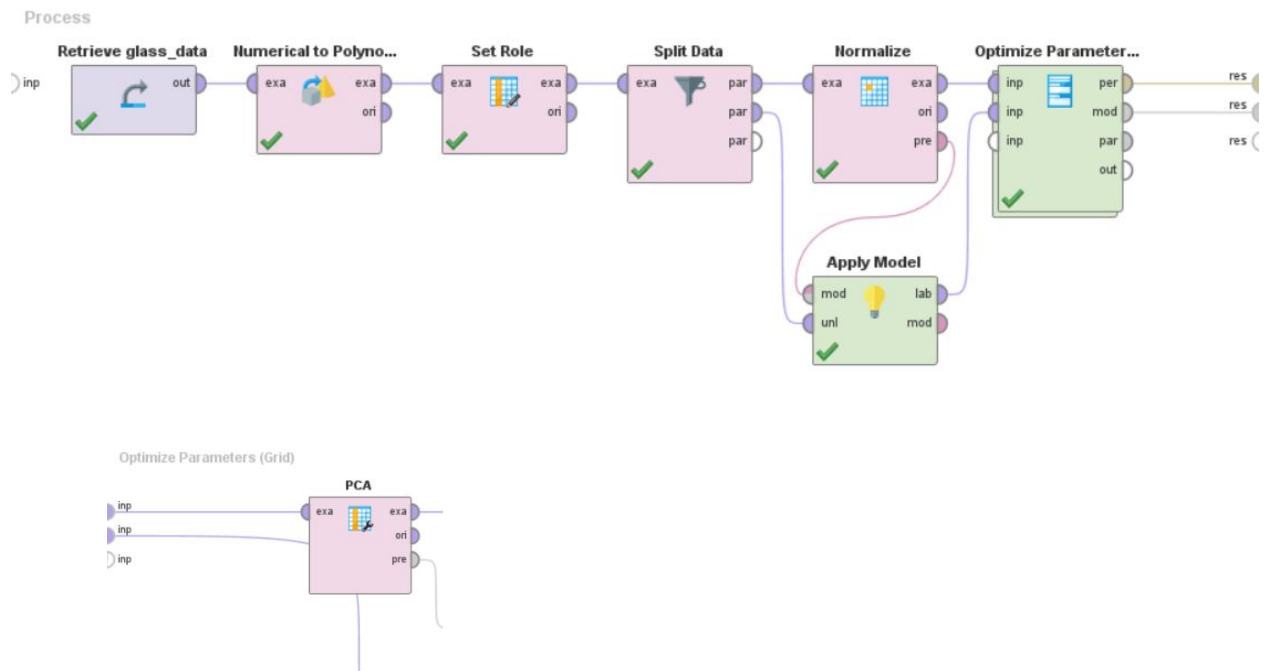 Process
Retrieve glass_data Numerical to Polyno... Set Role Split Data Normalize Optimize Parameter...
inp out exa exa exa exa exa par exa exa inp per res
ori ori par ori inp mod res
par pre inp par res
out
Apply Model
mod lab
unl mod
Optimize Parameters (Grid)
PCA
inp exa exa
inp ori
inp pre